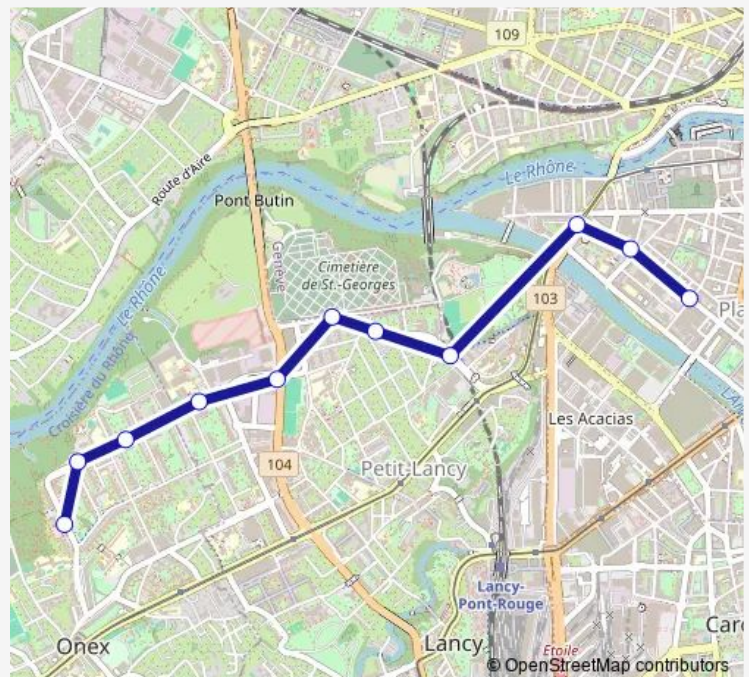 109
Route d'Aïre
Le Rhône
Pont Butin
Genève
Cimetière
de St.-Georges
103
Le Rhône
Croisière du Rhône
Les Acacias
104
Petit-Lancy
Lancy-
Pont-Rouge
Onex
Lancy
Etoile
© OpenStreetMap contributors